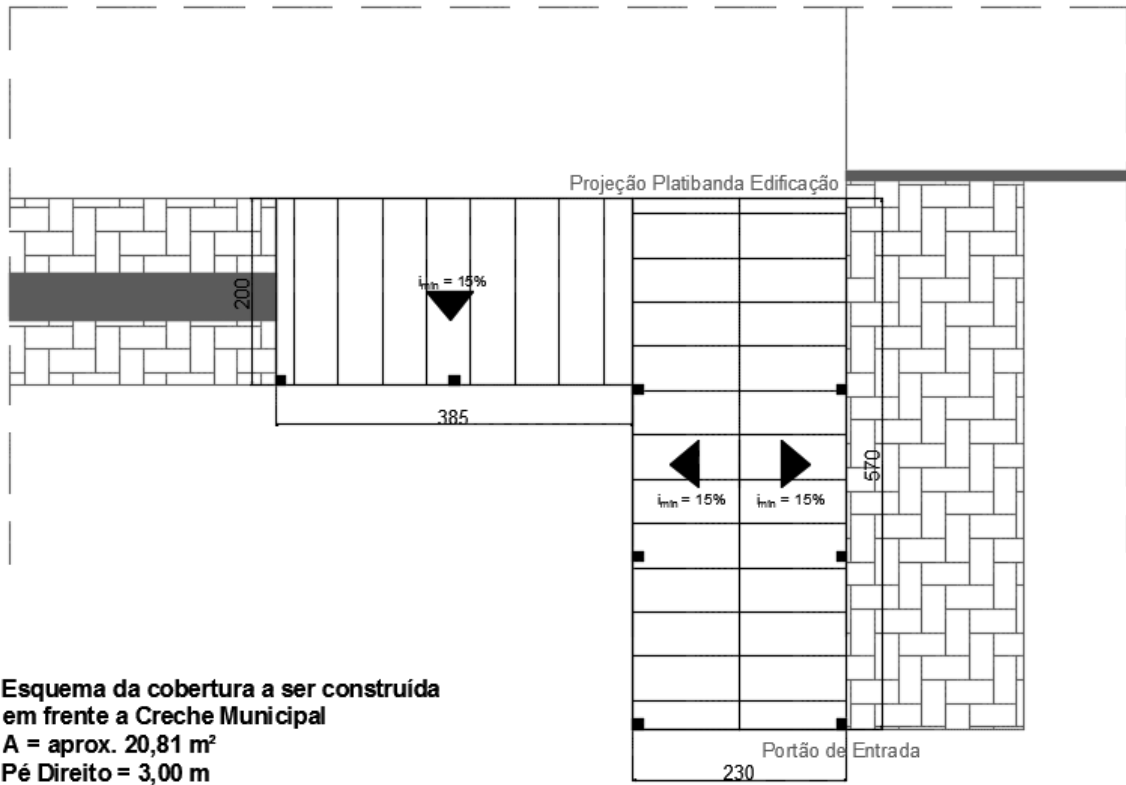 Projeção Platibanda Edificação
imin = 15%
200
385
570
imin = 15%
imin = 15%
Esquema da cobertura a ser construída
em frente a Creche Municipal
A = aprox. 20,81 m²
Pé Direito = 3,00 m
Portão de Entrada
230